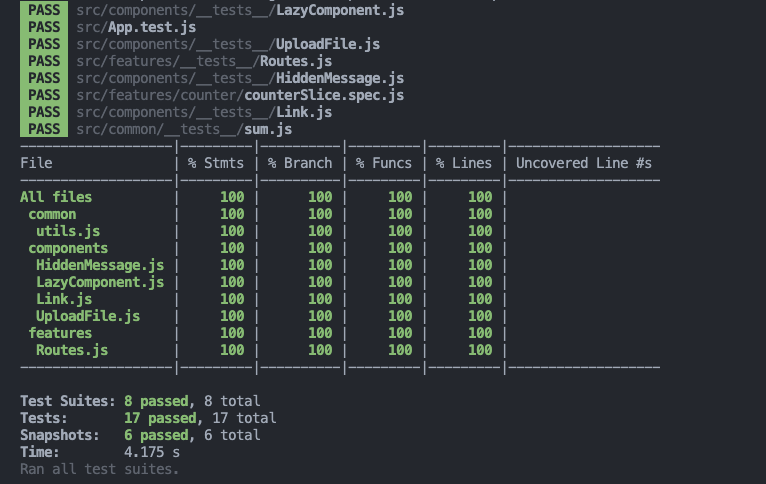 PASS src/components/__tests__/LazyComponent.js
PASS src/App.test.js
PASS src/components/__tests__/UploadFile.js
PASS src/features/__tests__/Routes.js
PASS src/components/__tests__/HiddenMessage.js
PASS src/features/counter/counterSlice.spec.js
PASS src/components/__tests__/Link.js
PASS src/common/__tests__/sum.js
-------------------|---------|----------|---------|---------|-------------------
File | % Stmts | % Branch | % Funcs | % Lines | Uncovered Line #s
-------------------|---------|----------|---------|---------|-------------------
All files | 100 | 100 | 100 | 100 |
common | 100 | 100 | 100 | 100 |
utils.js | 100 | 100 | 100 | 100 |
components | 100 | 100 | 100 | 100 |
HiddenMessage.js | 100 | 100 | 100 | 100 |
LazyComponent.js | 100 | 100 | 100 | 100 |
Link.js | 100 | 100 | 100 | 100 |
UploadFile.js | 100 | 100 | 100 | 100 |
features | 100 | 100 | 100 | 100 |
Routes.js | 100 | 100 | 100 | 100 |
-------------------|---------|----------|---------|---------|-------------------
Test Suites: 8 passed, 8 total
Tests: 17 passed, 17 total
Snapshots: 6 passed, 6 total
Time: 4.175 s
Ran all test suites.